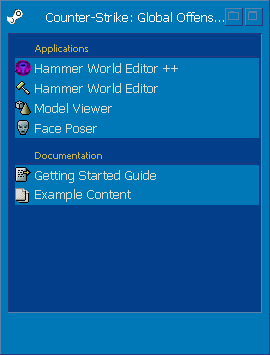 Counter-Strike: Global Offens...
Applications
Hammer World Editor ++
Hammer World Editor
Model Viewer
Face Poser
Documentation
Getting Started Guide
Example Content